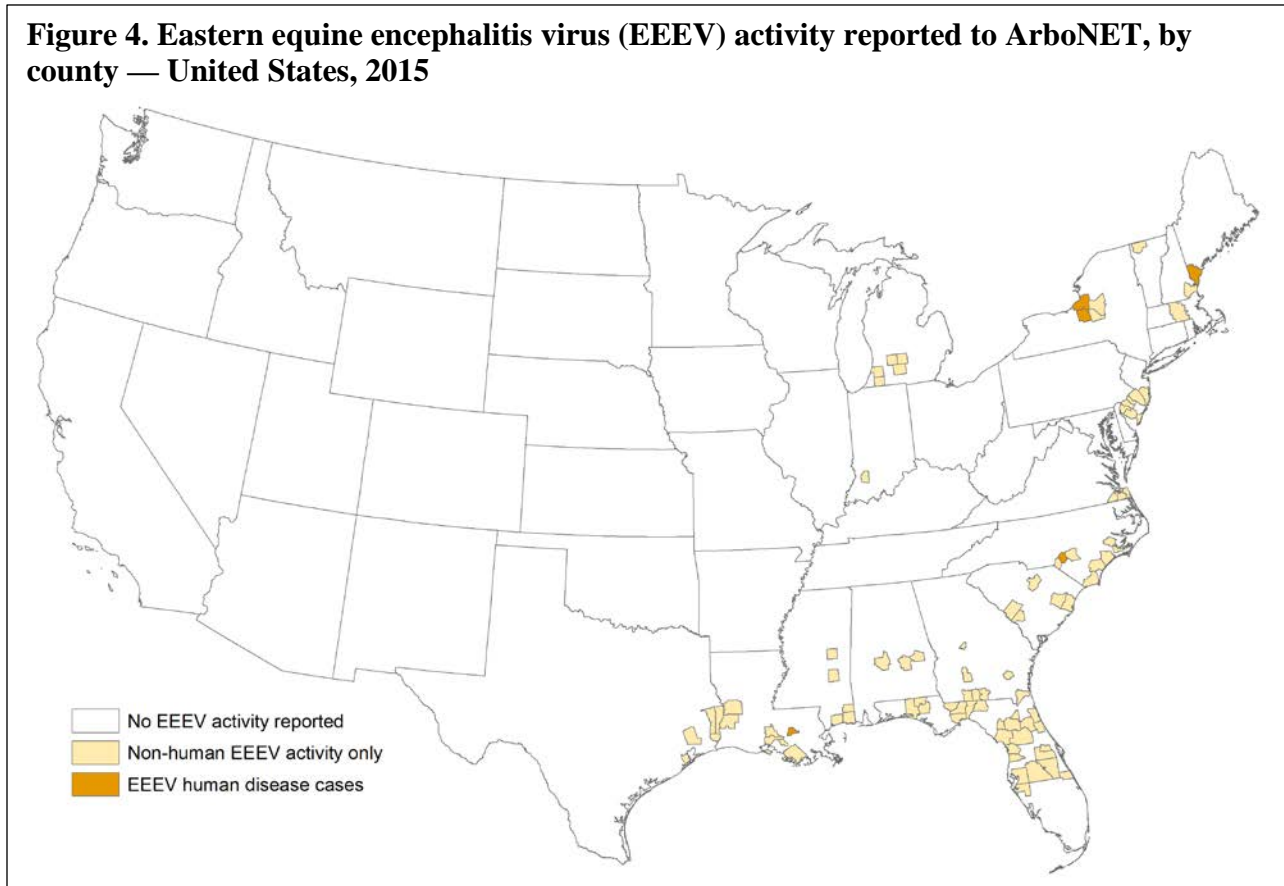 Figure 4. Eastern equine encephalitis virus (EEEV) activity reported to ArboNET, by
county — United States, 2015
No EEEV activity reported
Non-human EEEV activity only
EEEV human disease cases